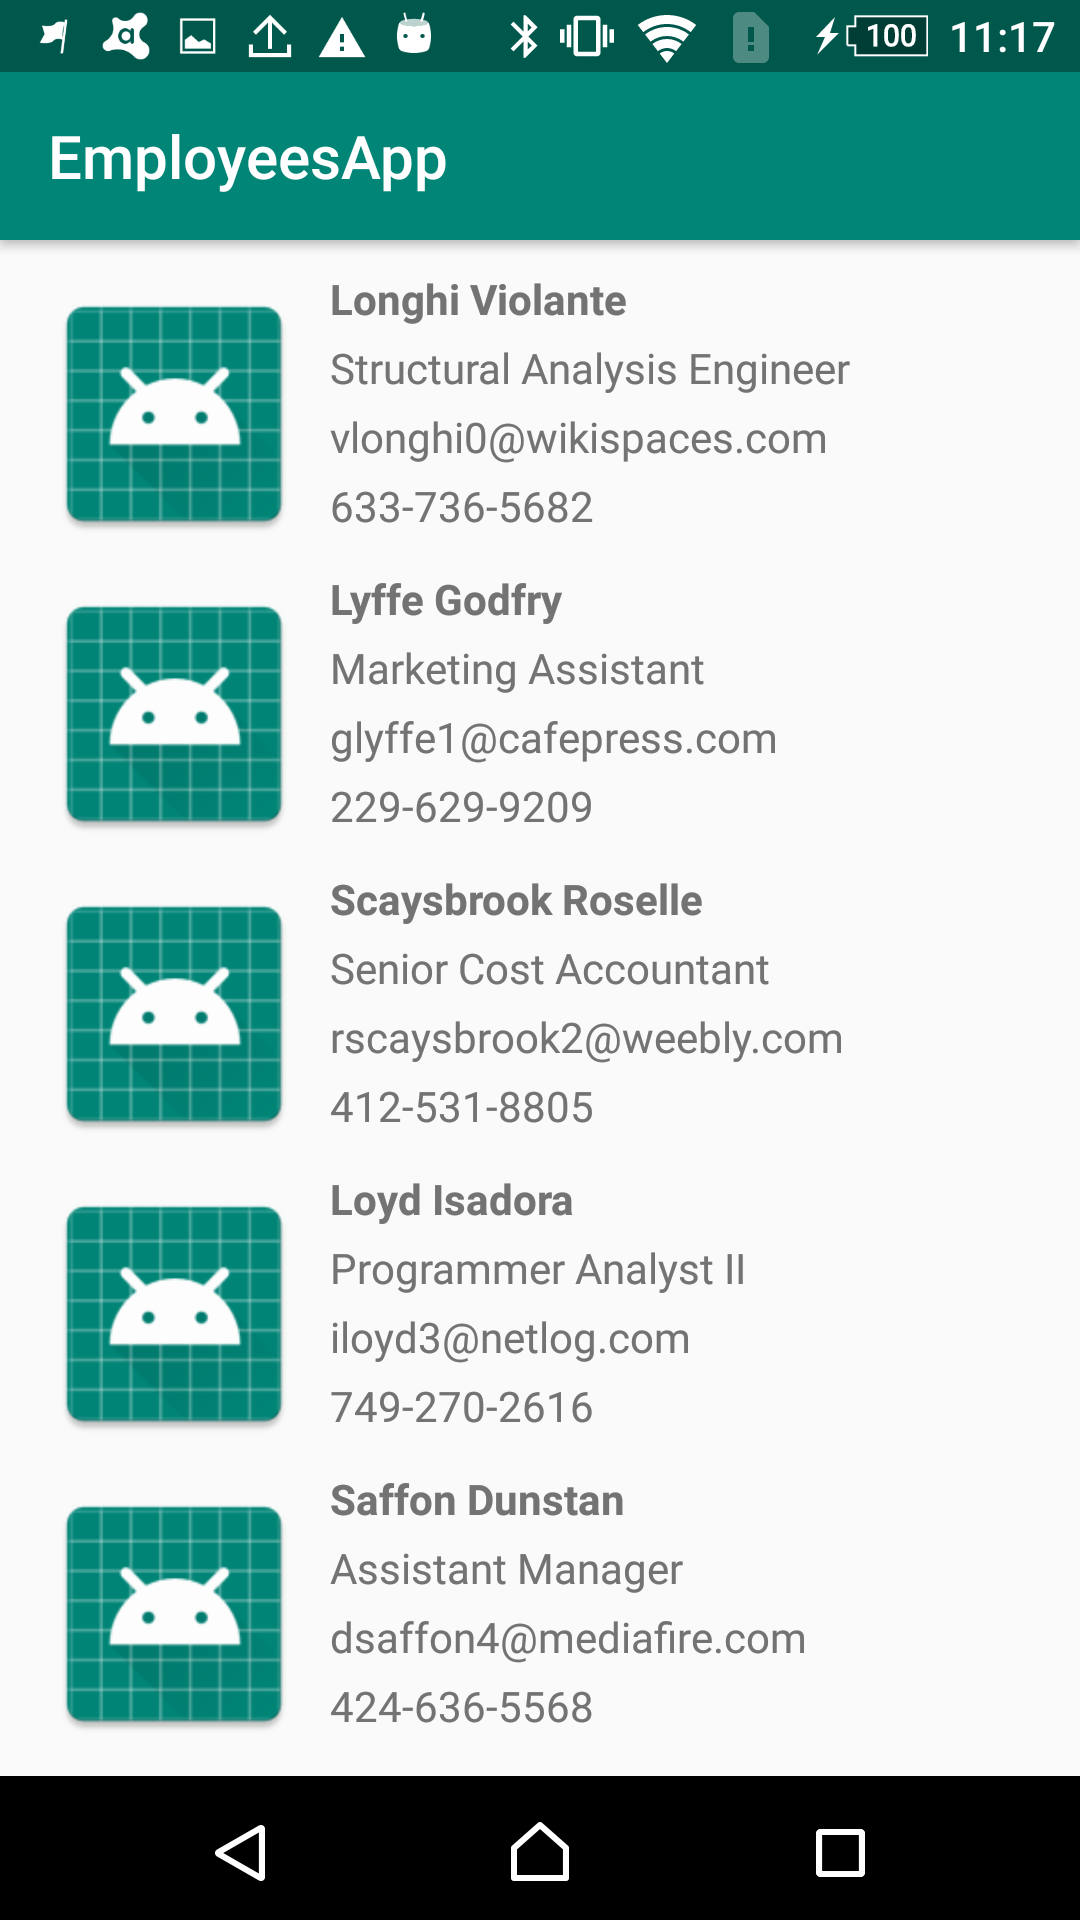 100 11:17
EmployeesApp
Longhi Violante
Structural Analysis Engineer
vlonghi0@wikispaces.com
633-736-5682
Lyffe Godfry
Marketing Assistant
glyffe1@cafepress.com
229-629-9209
Scaysbrook Roselle
Senior Cost Accountant
rscaysbrook2@weebly.com
412-531-8805
Loyd Isadora
Programmer Analyst II
iloyd3@netlog.com
749-270-2616
Saffon Dunstan
Assistant Manager
dsaffon4@mediafire.com
424-636-5568